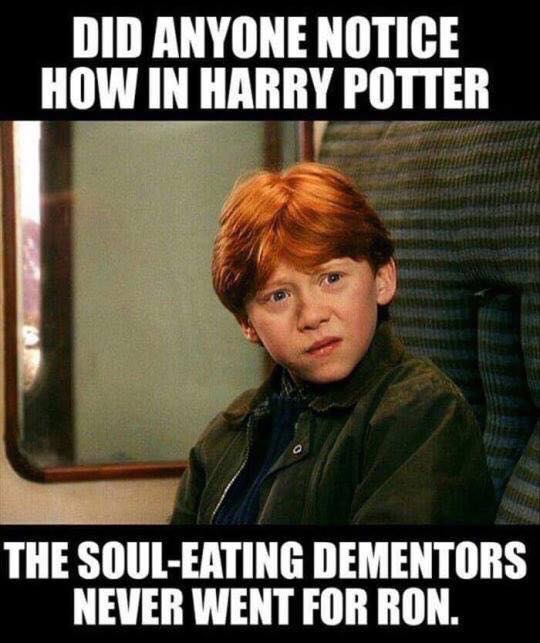 DID ANYONE NOTICE
HOW IN HARRY POTTER
THE SOUL-EATING DEMENTORS
NEVER WENT FOR RON.